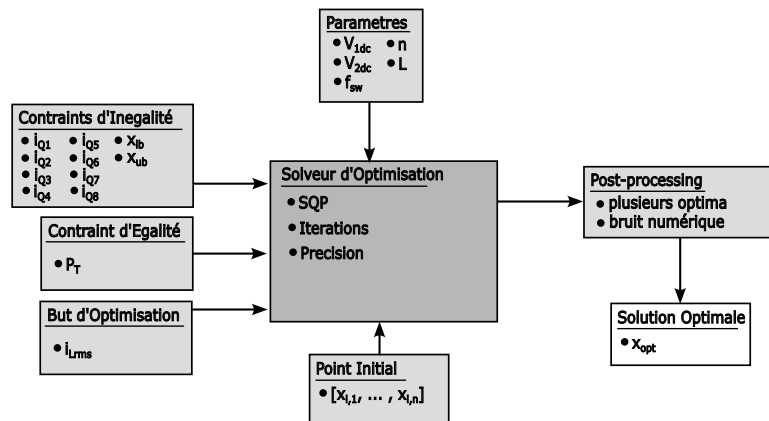 Parametres
• V1dc • n
• V2dc • L
• fsw
Contraints d'Inegalité
• iQ1 • iQ5 • xlb
• iQ2 • iQ6 • xub
• iQ3 • iQ7
• iQ4 • iQ8
Contraint d'Egalité
• PT
But d'Optimisation
• iLrms
Solveur d'Optimisation
• SQP
• Iterations
• Precision
Point Initial
• [xi,1, ... , xi,n]
Post-processing
• plusieurs optima
• bruit numérique
Solution Optimale
• xopt